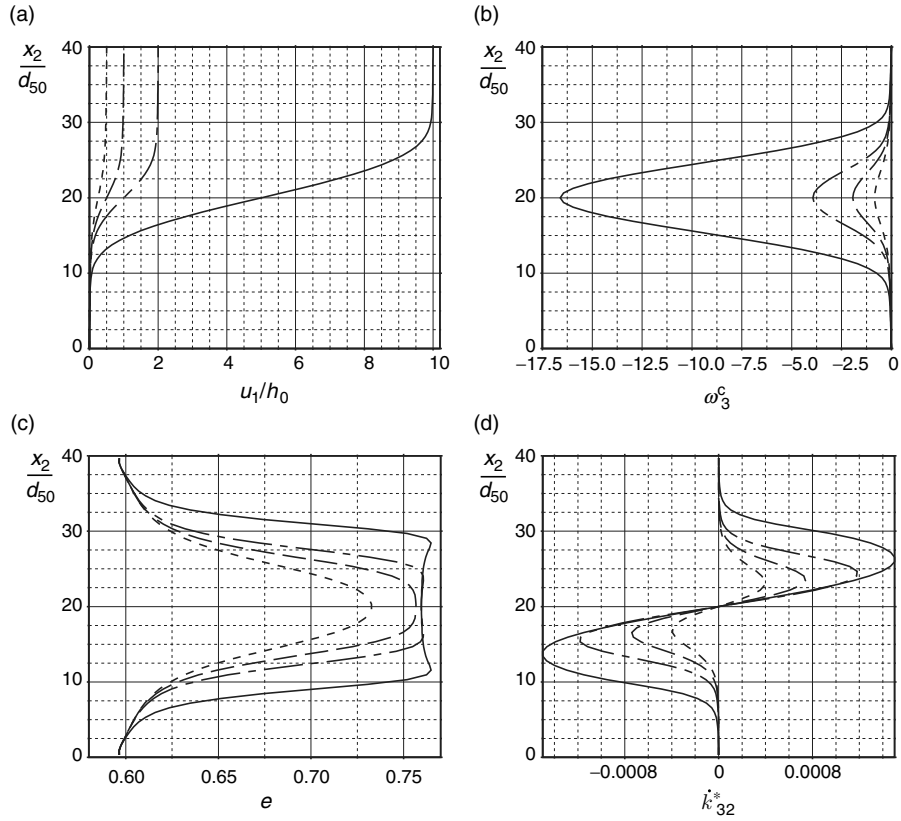 (a)
x₂/d₅₀
40
30
20
10
0
0 2 4 6 8 10
u₁/h₀
(b)
x₂/d₅₀
40
30
20
10
0
−17.5 −15.0 −12.5 −10.0 −7.5 −5.0 −2.5 0
ω₃ᶜ
(c)
x₂/d₅₀
40
30
20
10
0
0.60 0.65 0.70 0.75
e
(d)
x₂/d₅₀
40
30
20
10
0
−0.0008 0 0.0008
k̇*₃₂